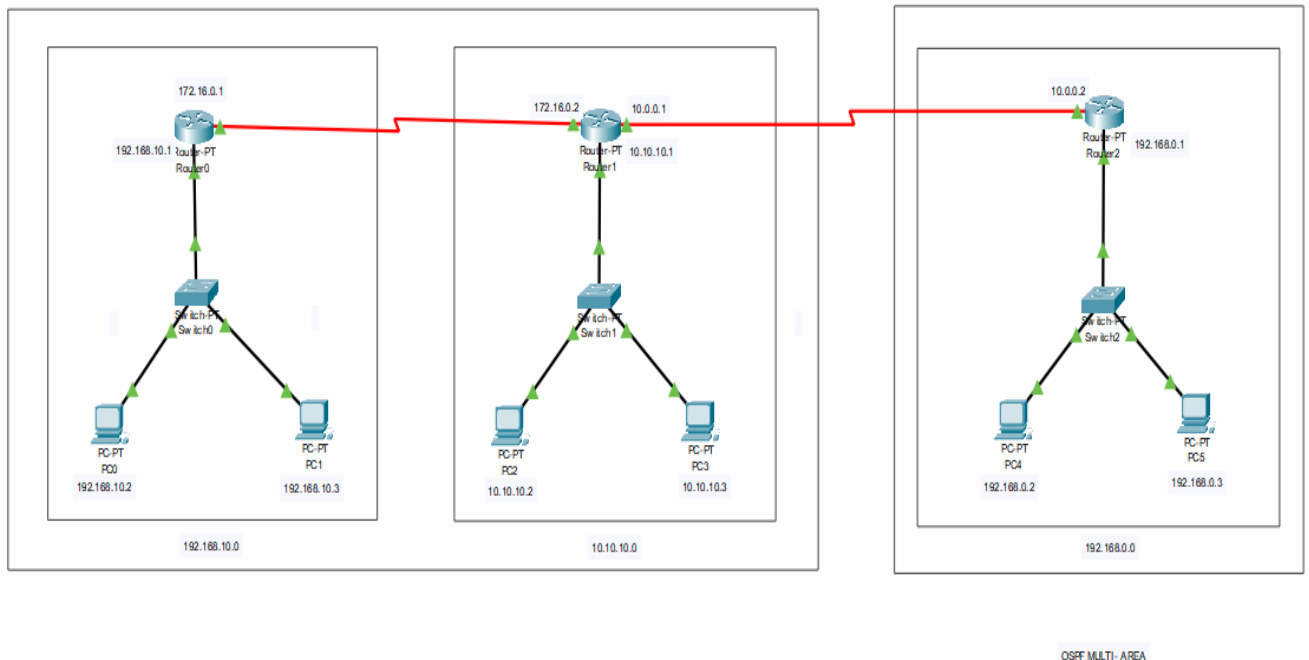 172.16.0.1
192.168.10.1
Router-PT
Router0
Switch-PT
Switch0
PC-PT
PC0
192.168.10.2
PC-PT
PC1
192.168.10.3
192.168.10.0
172.16.0.2
10.0.0.1
Router-PT
Router1
10.10.10.1
Switch-PT
Switch1
PC-PT
PC2
10.10.10.2
PC-PT
PC3
10.10.10.3
10.10.10.0
10.0.0.2
Router-PT
Router2
192.168.0.1
Switch-PT
Switch2
PC-PT
PC4
192.168.0.2
PC-PT
PC5
192.168.0.3
192.168.0.0
OSPF MULTI- AREA